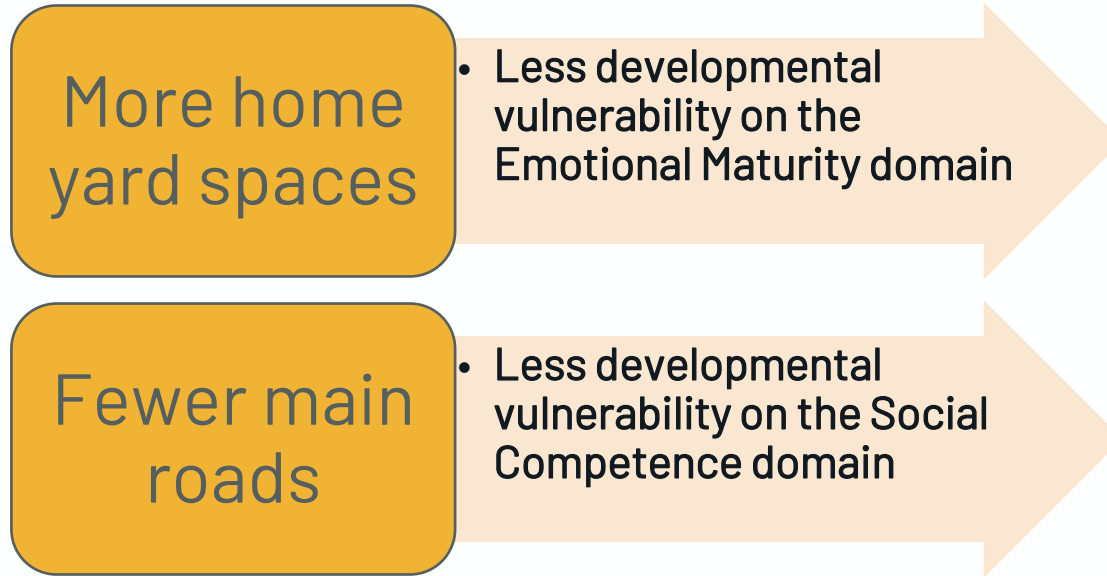 More home
yard spaces
• Less developmental
vulnerability on the
Emotional Maturity domain
Fewer main
roads
• Less developmental
vulnerability on the Social
Competence domain